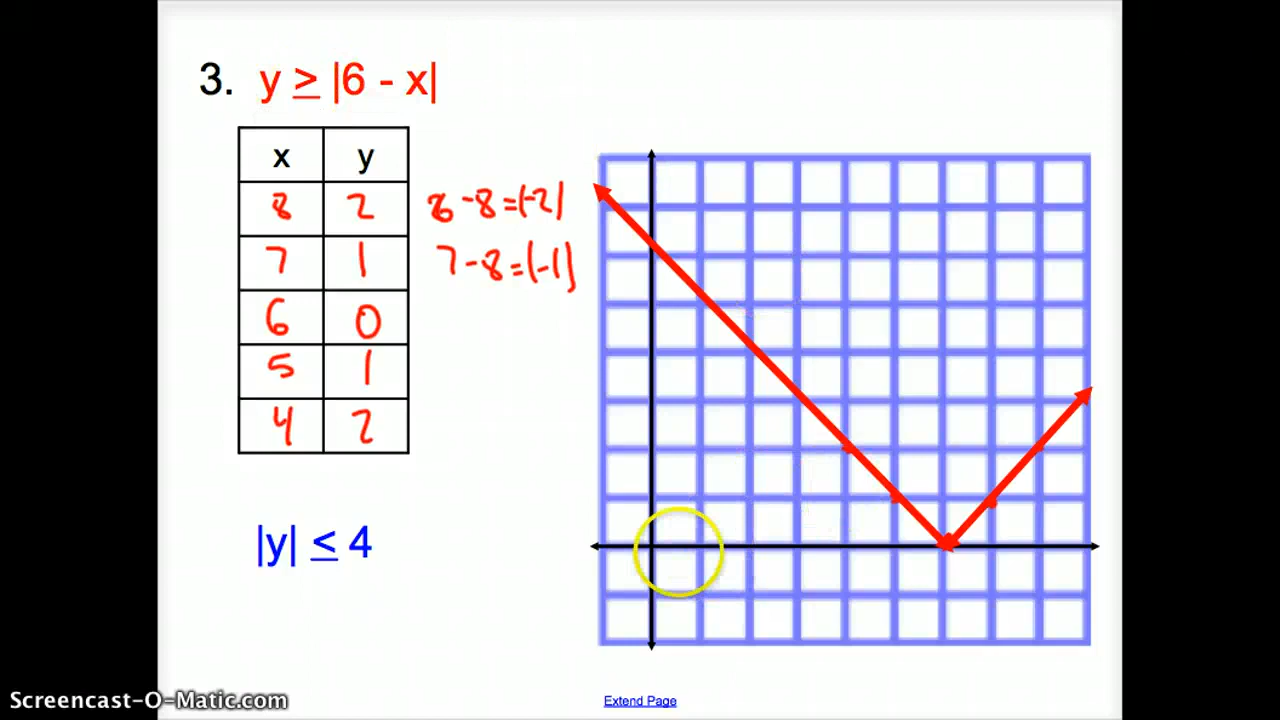 3. y ≥ |6 - x|
x y
8 2 6 -8 = |-2|
7 1 7 - 8 = |-1|
6 0
5 1
4 2
|y| ≤ 4
Extend Page
Screencast-O-Matic.com